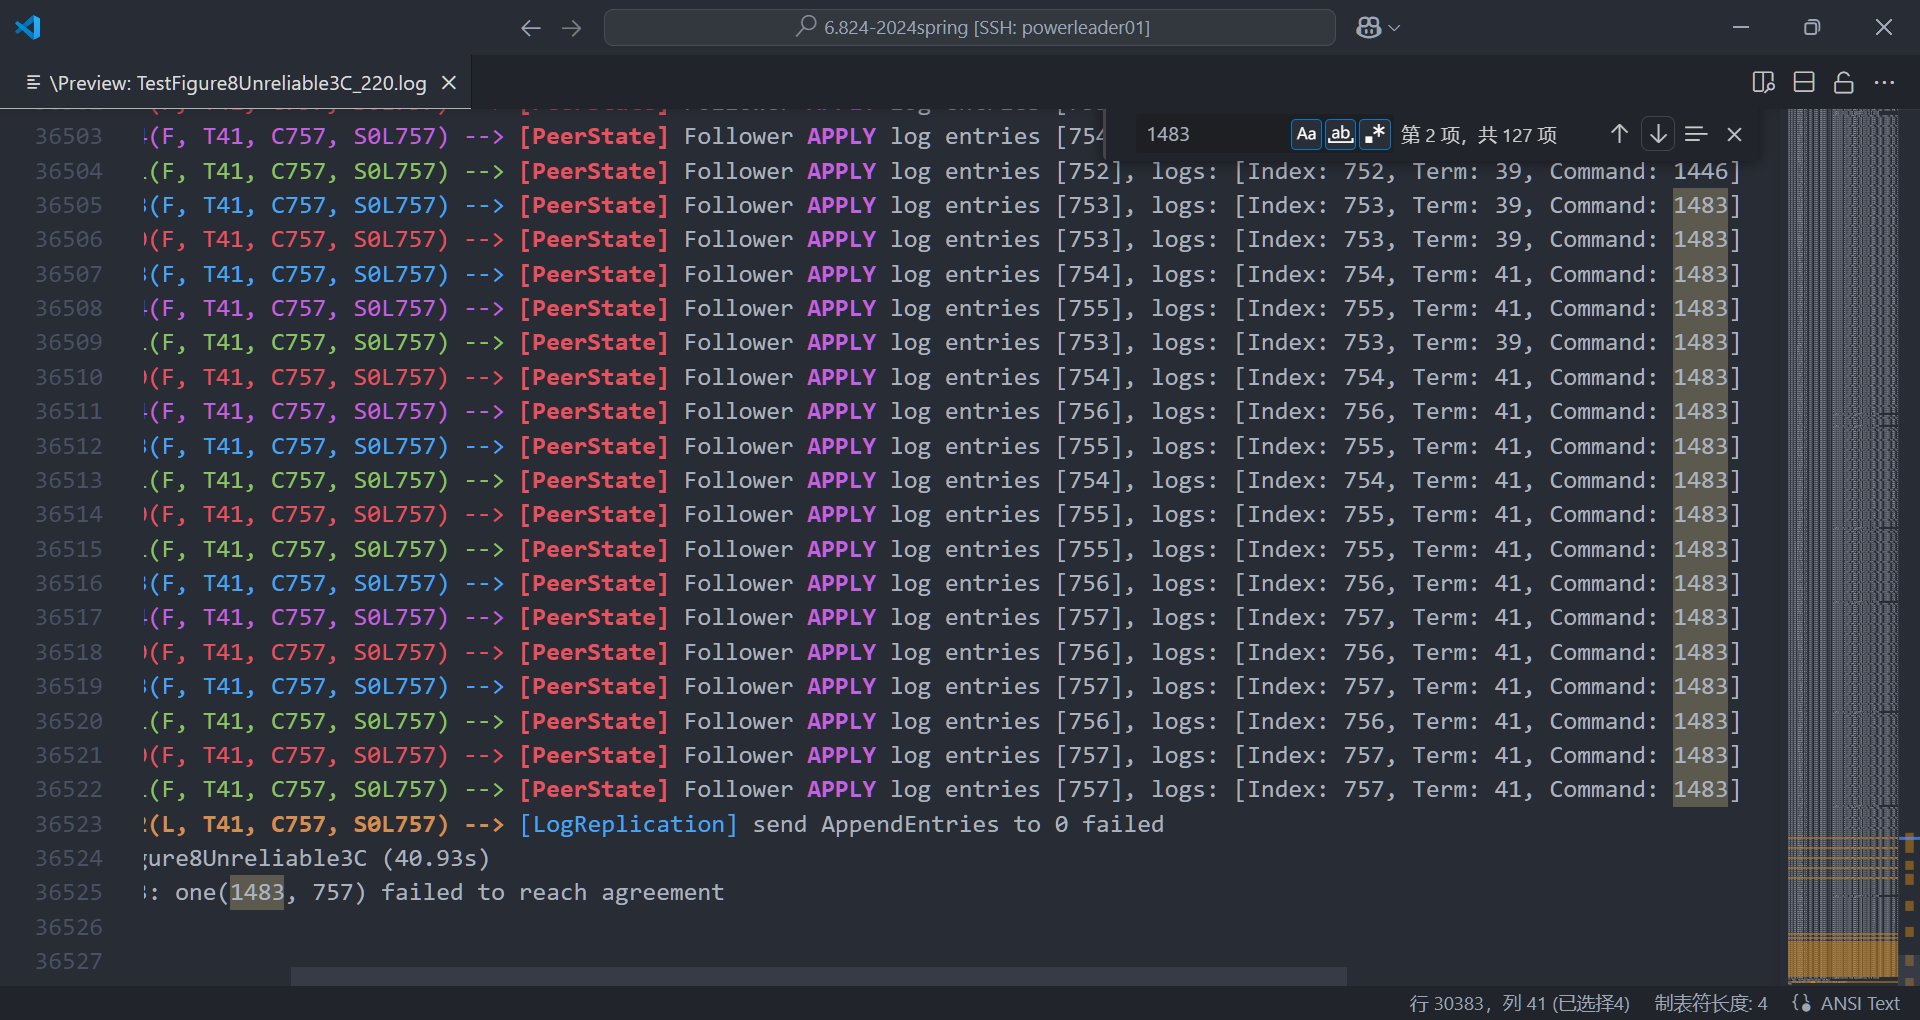 6.824-2024spring [SSH: powerleader01]
\Preview: TestFigure8Unreliable3C_220.log
1483 Aa ab .* 第 2 项，共 127 项
36503 (F, T41, C757, S0L757) --> [PeerState] Follower APPLY log entries [754
36504 (F, T41, C757, S0L757) --> [PeerState] Follower APPLY log entries [752], logs: [Index: 752, Term: 39, Command: 1446]
36505 (F, T41, C757, S0L757) --> [PeerState] Follower APPLY log entries [753], logs: [Index: 753, Term: 39, Command: 1483]
36506 (F, T41, C757, S0L757) --> [PeerState] Follower APPLY log entries [753], logs: [Index: 753, Term: 39, Command: 1483]
36507 (F, T41, C757, S0L757) --> [PeerState] Follower APPLY log entries [754], logs: [Index: 754, Term: 41, Command: 1483]
36508 (F, T41, C757, S0L757) --> [PeerState] Follower APPLY log entries [755], logs: [Index: 755, Term: 41, Command: 1483]
36509 (F, T41, C757, S0L757) --> [PeerState] Follower APPLY log entries [753], logs: [Index: 753, Term: 39, Command: 1483]
36510 (F, T41, C757, S0L757) --> [PeerState] Follower APPLY log entries [754], logs: [Index: 754, Term: 41, Command: 1483]
36511 (F, T41, C757, S0L757) --> [PeerState] Follower APPLY log entries [756], logs: [Index: 756, Term: 41, Command: 1483]
36512 (F, T41, C757, S0L757) --> [PeerState] Follower APPLY log entries [755], logs: [Index: 755, Term: 41, Command: 1483]
36513 (F, T41, C757, S0L757) --> [PeerState] Follower APPLY log entries [754], logs: [Index: 754, Term: 41, Command: 1483]
36514 (F, T41, C757, S0L757) --> [PeerState] Follower APPLY log entries [755], logs: [Index: 755, Term: 41, Command: 1483]
36515 (F, T41, C757, S0L757) --> [PeerState] Follower APPLY log entries [755], logs: [Index: 755, Term: 41, Command: 1483]
36516 (F, T41, C757, S0L757) --> [PeerState] Follower APPLY log entries [756], logs: [Index: 756, Term: 41, Command: 1483]
36517 (F, T41, C757, S0L757) --> [PeerState] Follower APPLY log entries [757], logs: [Index: 757, Term: 41, Command: 1483]
36518 (F, T41, C757, S0L757) --> [PeerState] Follower APPLY log entries [756], logs: [Index: 756, Term: 41, Command: 1483]
36519 (F, T41, C757, S0L757) --> [PeerState] Follower APPLY log entries [757], logs: [Index: 757, Term: 41, Command: 1483]
36520 (F, T41, C757, S0L757) --> [PeerState] Follower APPLY log entries [756], logs: [Index: 756, Term: 41, Command: 1483]
36521 (F, T41, C757, S0L757) --> [PeerState] Follower APPLY log entries [757], logs: [Index: 757, Term: 41, Command: 1483]
36522 (F, T41, C757, S0L757) --> [PeerState] Follower APPLY log entries [757], logs: [Index: 757, Term: 41, Command: 1483]
36523 2(L, T41, C757, S0L757) --> [LogReplication] send AppendEntries to 0 failed
36524 gure8Unreliable3C (40.93s)
36525 : one(1483, 757) failed to reach agreement
36526
36527
行 30383，列 41 (已选择4) 制表符长度: 4 ANSI Text